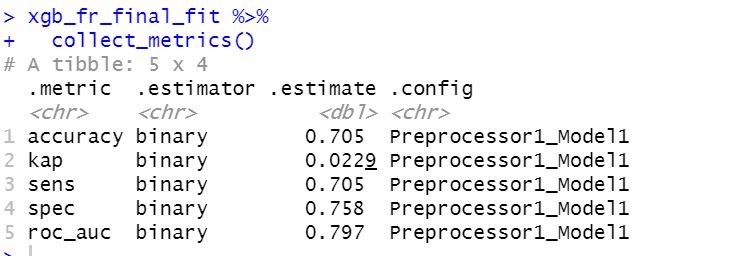 > xgb_fr_final_fit %>%
+   collect_metrics()
# A tibble: 5 x 4
  .metric  .estimator .estimate .config
  <chr>    <chr>          <dbl> <chr>
1 accuracy binary        0.705  Preprocessor1_Model1
2 kap      binary        0.0229 Preprocessor1_Model1
3 sens     binary        0.705  Preprocessor1_Model1
4 spec     binary        0.758  Preprocessor1_Model1
5 roc_auc  binary        0.797  Preprocessor1_Model1
>